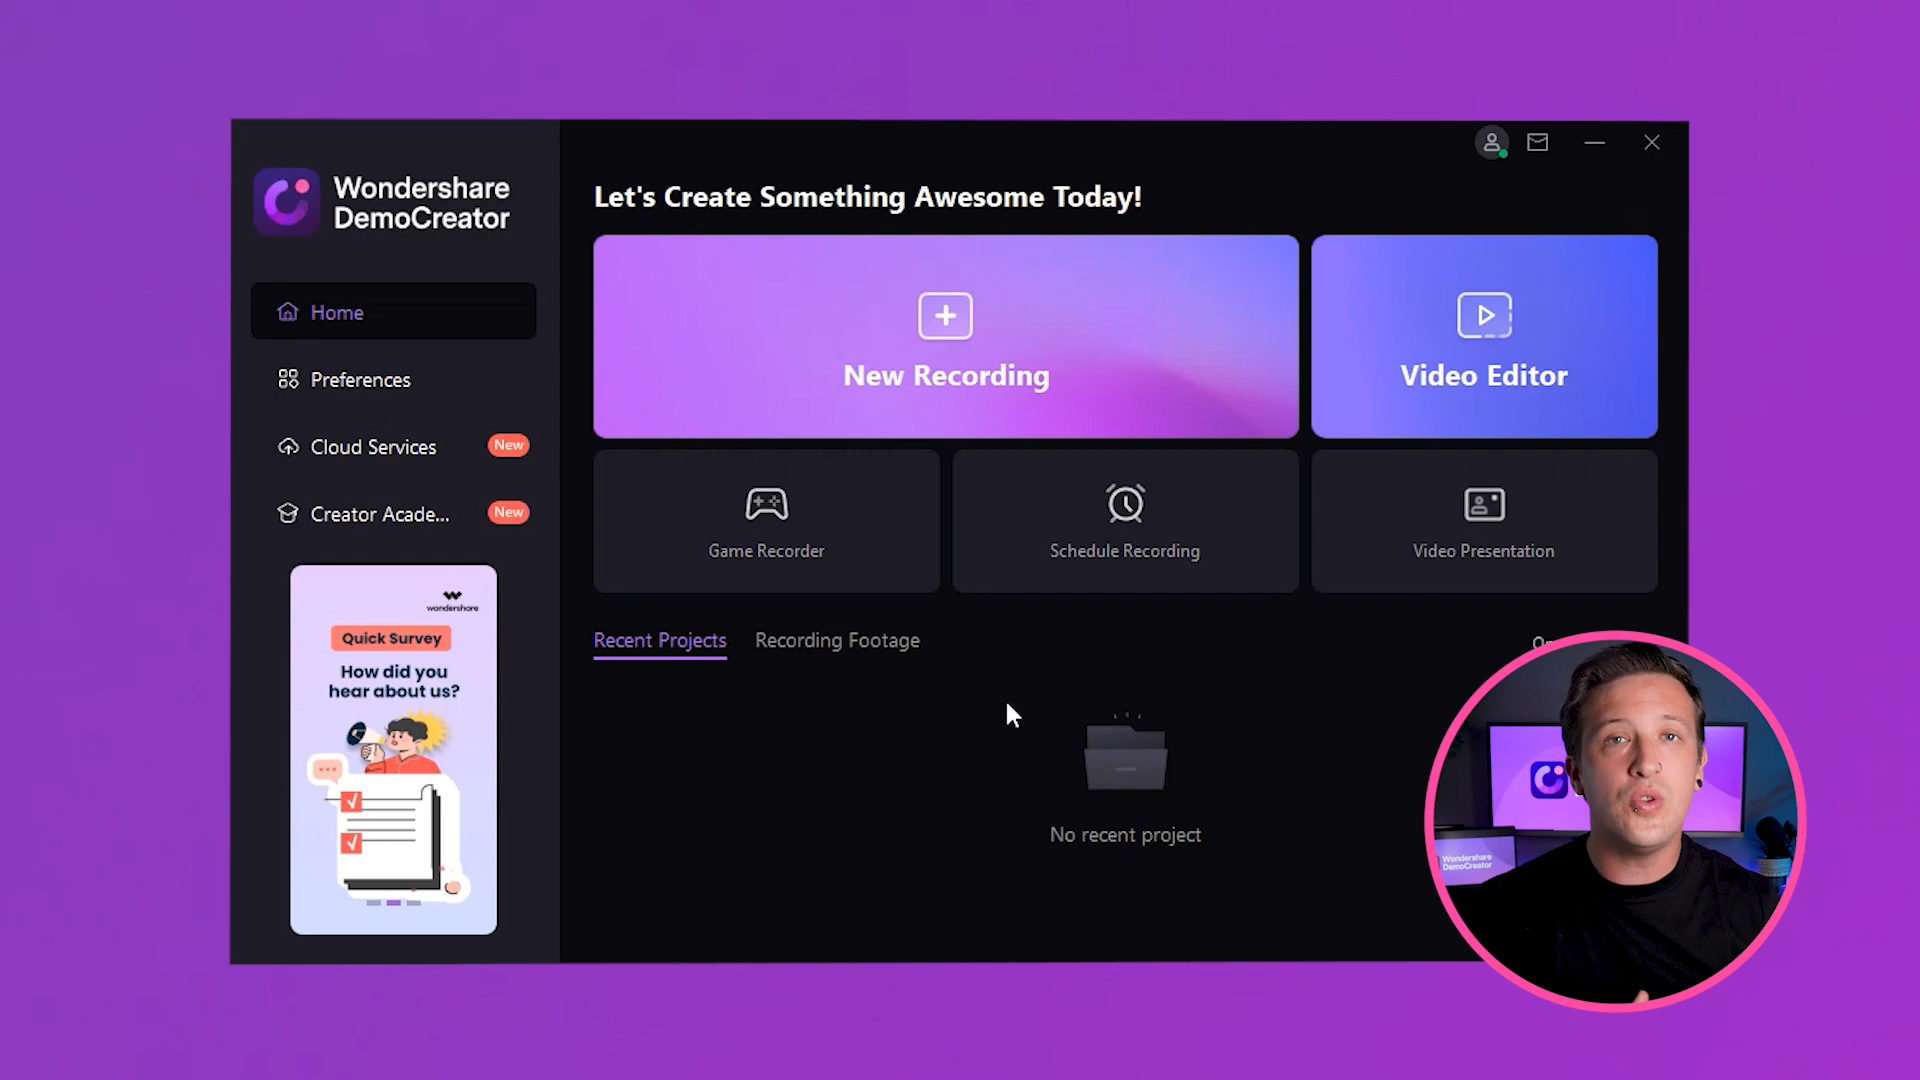 Wondershare
DemoCreator
Home
Preferences
Cloud Services
New
Creator Acade...
New
wondershare
Quick Survey
How did you
hear about us?
Let's Create Something Awesome Today!
New Recording
Video Editor
Game Recorder
Schedule Recording
Video Presentation
Recent Projects
Recording Footage
No recent project
Wondershare
DemoCreator